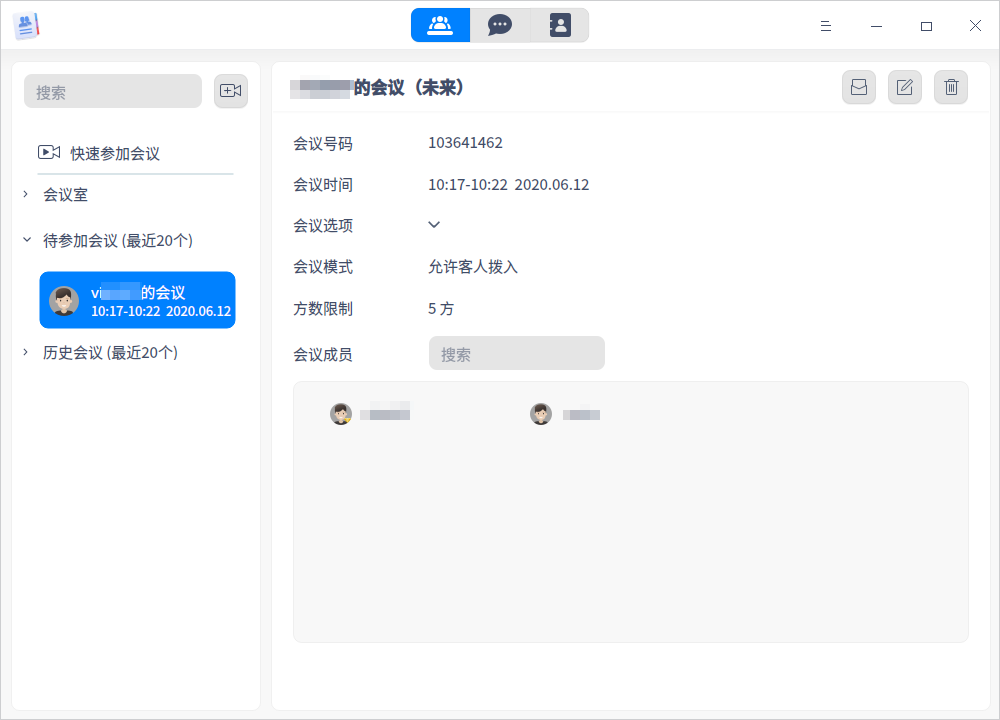 搜索
快速参加会议
会议室
待参加会议 (最近20个)
vi 的会议
10:17-10:22 2020.06.12
历史会议 (最近20个)
的会议（未来）
会议号码 103641462
会议时间 10:17-10:22 2020.06.12
会议选项
会议模式 允许客人拨入
方数限制 5 方
会议成员 搜索